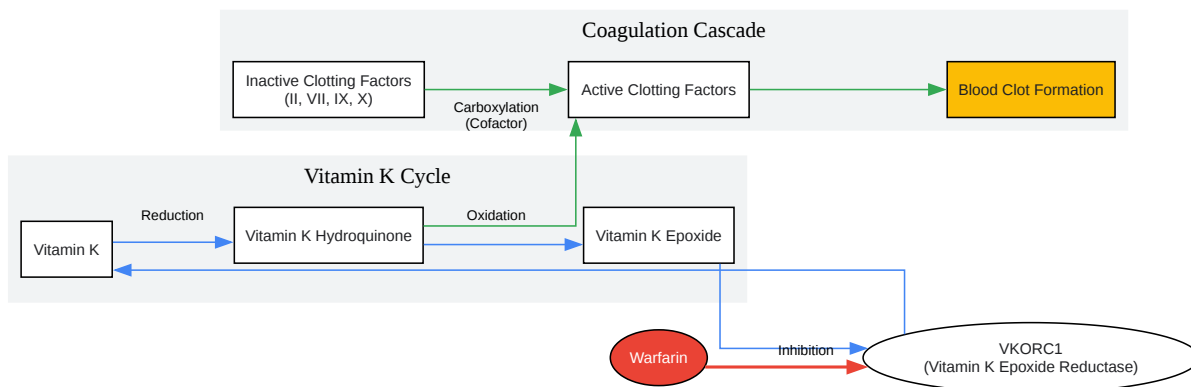 Coagulation Cascade
Inactive Clotting Factors
(II, VII, IX, X)
Carboxylation
(Cofactor)
Active Clotting Factors
Blood Clot Formation
Vitamin K Cycle
Vitamin K
Reduction
Vitamin K Hydroquinone
Oxidation
Vitamin K Epoxide
Warfarin
Inhibition
VKORC1
(Vitamin K Epoxide Reductase)